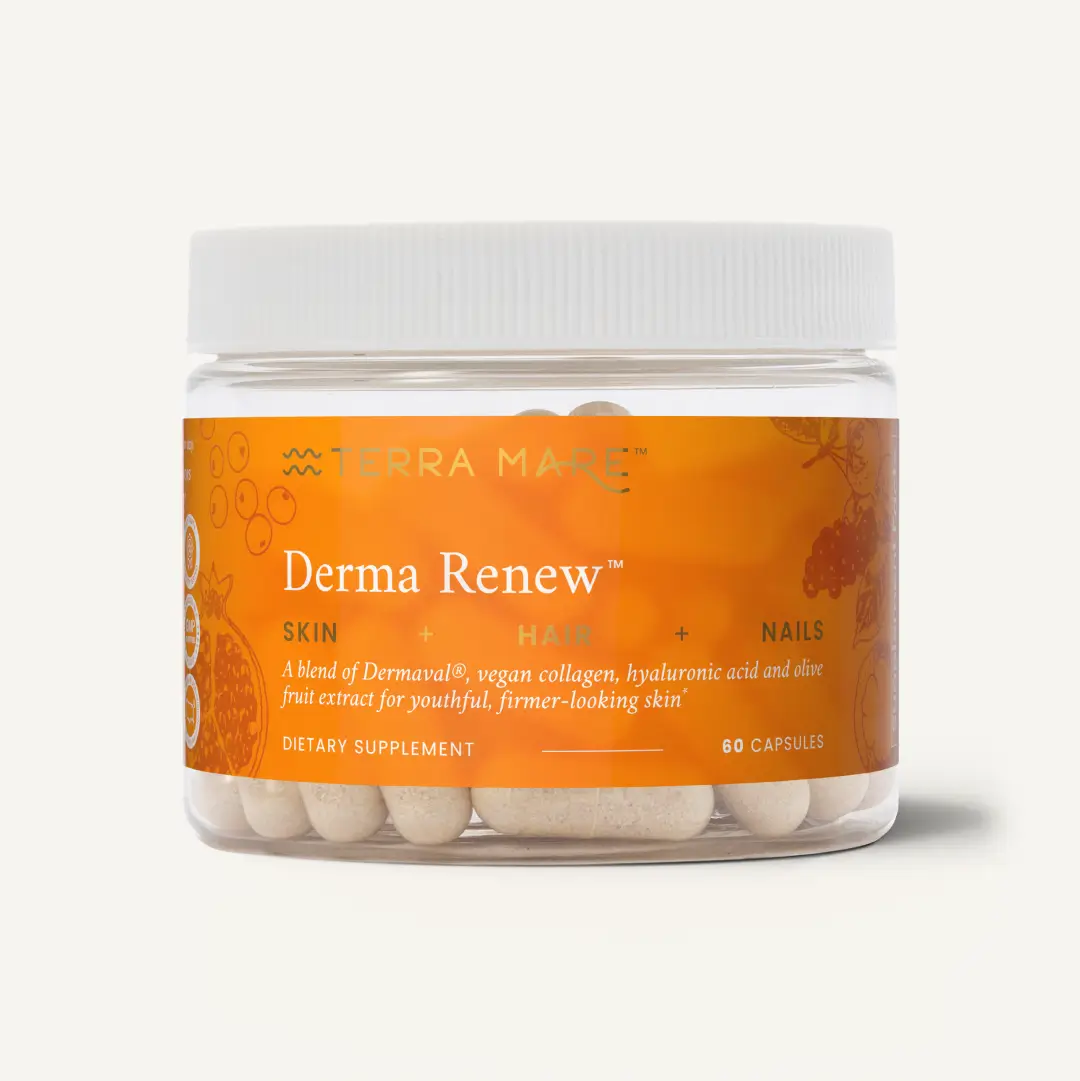 TERRA MARE™
Derma Renew™
SKIN + HAIR + NAILS
A blend of Dermaval®, vegan collagen, hyaluronic acid and olive
fruit extract for youthful, firmer-looking skin*
DIETARY SUPPLEMENT
60 CAPSULES